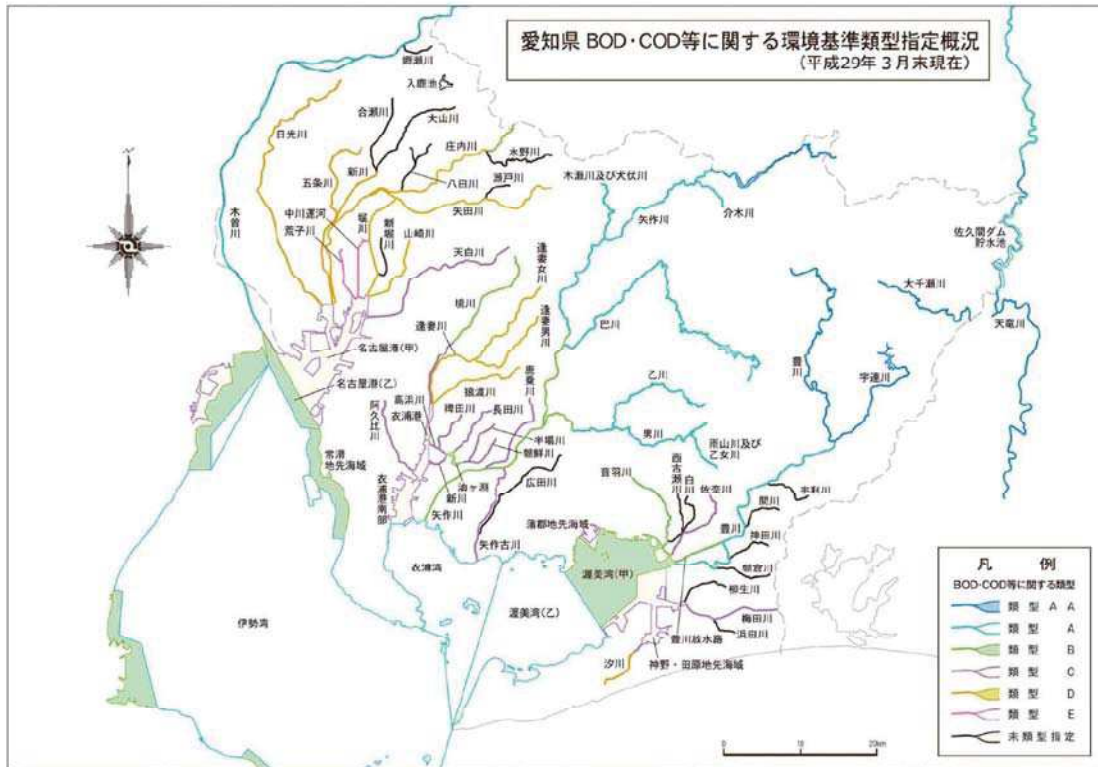 愛知県 BOD・COD等に関する環境基準類型指定概況
(平成29年3月末現在)
入鹿池
合瀬川
大山川
日光川
庄内川
水野川
新川
五条川
八田川
瀬戸川
木瀬川及び犬伏川
中川運河
堀川
新堀川
矢田川
矢作川
介木川
荒子川
山崎川
木曽川
天白川
逢妻女川
佐久間ダム
貯水池
大千瀬川
境川
天竜川
逢妻川
逢妻男川
巴川
豊川
名古屋港(甲)
宇連川
名古屋港(乙)
猿渡川
乙川
高浜川
衣浦港
稗田川
長田川
阿久比川
半場川
朝鮮川
男川
乙女川
常滑
地先海域
西古瀬川
白川
佐奈川
音羽川
油ヶ淵
広田川
新川
間川
衣浦港南部
矢作川
豊川
神田川
蒲郡地先海域
矢作古川
朝倉川
衣浦湾
渥美湾(甲)
柳生川
伊勢湾
渥美湾(乙)
梅田川
浜田川
豊川放水路
汐川
神野・田原地先海域
凡 例
BOD・COD等に関する類型
類型 A A
類型 A
類型 B
類型 C
類型 D
類型 E
未類型指定
0 10 20km